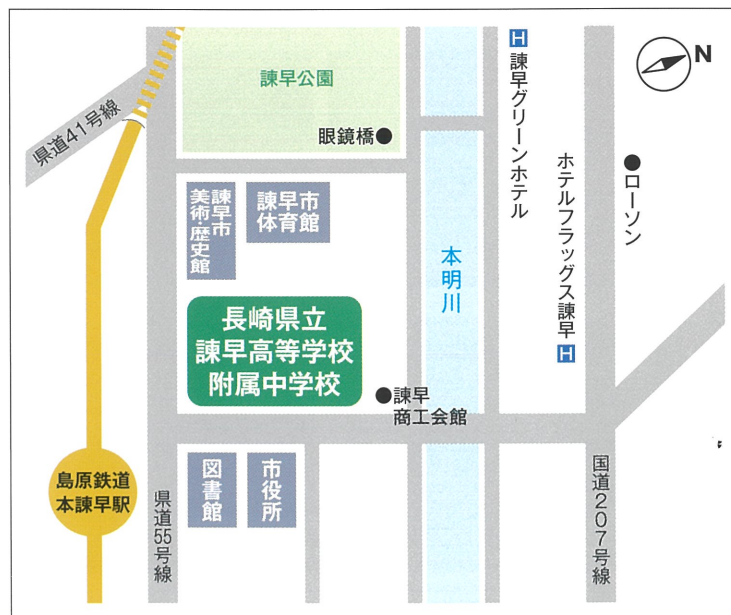 諫早公園
眼鏡橋
県道41号線
H
諫早グリーンホテル
N
ホテルフラッグス諫早
H
ローソン
諫早市
美術・歴史館
諫早市
体育館
本明川
長崎県立
諫早高等学校
附属中学校
諫早
商工会館
島原鉄道
本諫早駅
県道55号線
図書館
市役所
国道207号線